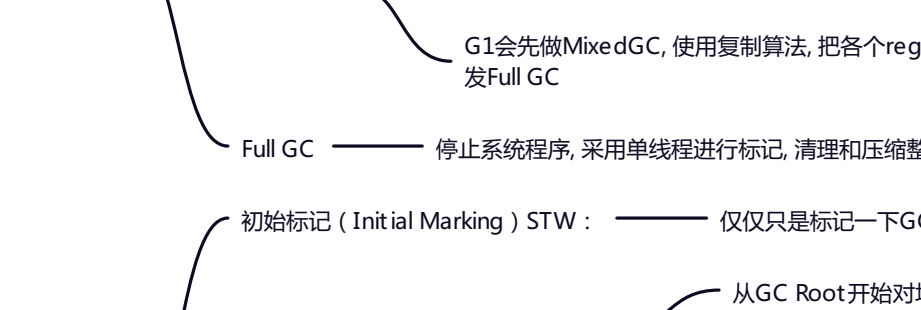 G1会先做MixedGC, 使用复制算法, 把各个reg
发Full GC
Full GC
停止系统程序, 采用单线程进行标记, 清理和压缩
初始标记（Initial Marking）STW：
仅仅只是标记一下G
从GC Root开始对